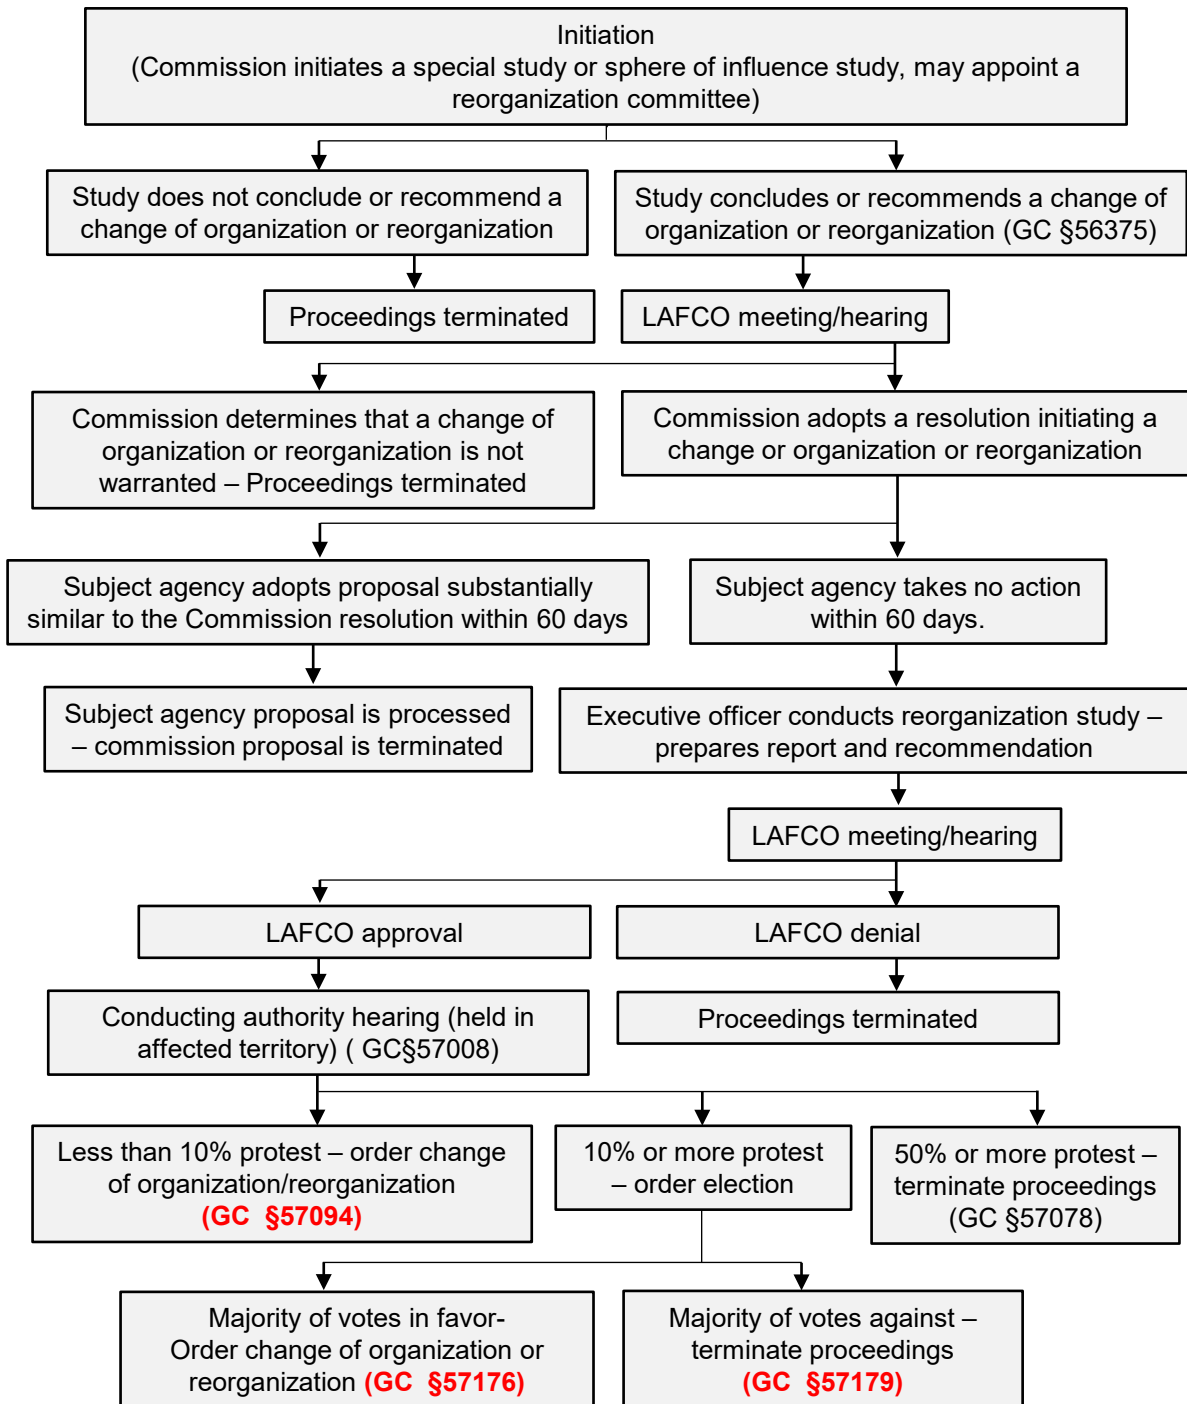 Initiation
(Commission initiates a special study or sphere of influence study, may appoint a
reorganization committee)
Study does not conclude or recommend a
change of organization or reorganization
Study concludes or recommends a change of
organization or reorganization (GC §56375)
Proceedings terminated
LAFCO meeting/hearing
Commission determines that a change of
organization or reorganization is not
warranted – Proceedings terminated
Commission adopts a resolution initiating a
change or organization or reorganization
Subject agency adopts proposal substantially
similar to the Commission resolution within 60 days
Subject agency takes no action
within 60 days.
Subject agency proposal is processed
– commission proposal is terminated
Executive officer conducts reorganization study –
prepares report and recommendation
LAFCO meeting/hearing
LAFCO approval
LAFCO denial
Conducting authority hearing (held in
affected territory) ( GC§57008)
Proceedings terminated
Less than 10% protest – order change
of organization/reorganization
(GC  §57094)
10% or more protest
– order election
50% or more protest –
terminate proceedings
(GC §57078)
Majority of votes in favor-
Order change of organization or
reorganization (GC  §57176)
Majority of votes against –
terminate proceedings
(GC  §57179)